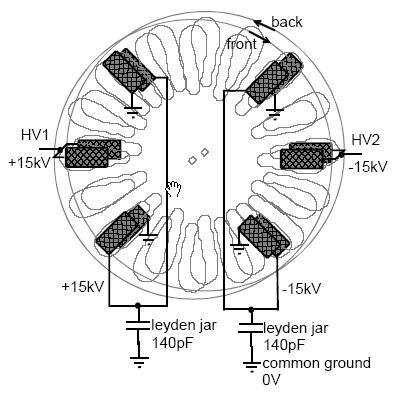 back
front
HV1
+15kV
HV2
-15kV
+15kV
-15kV
leyden jar
140pF
leyden jar
140pF
common ground
0V